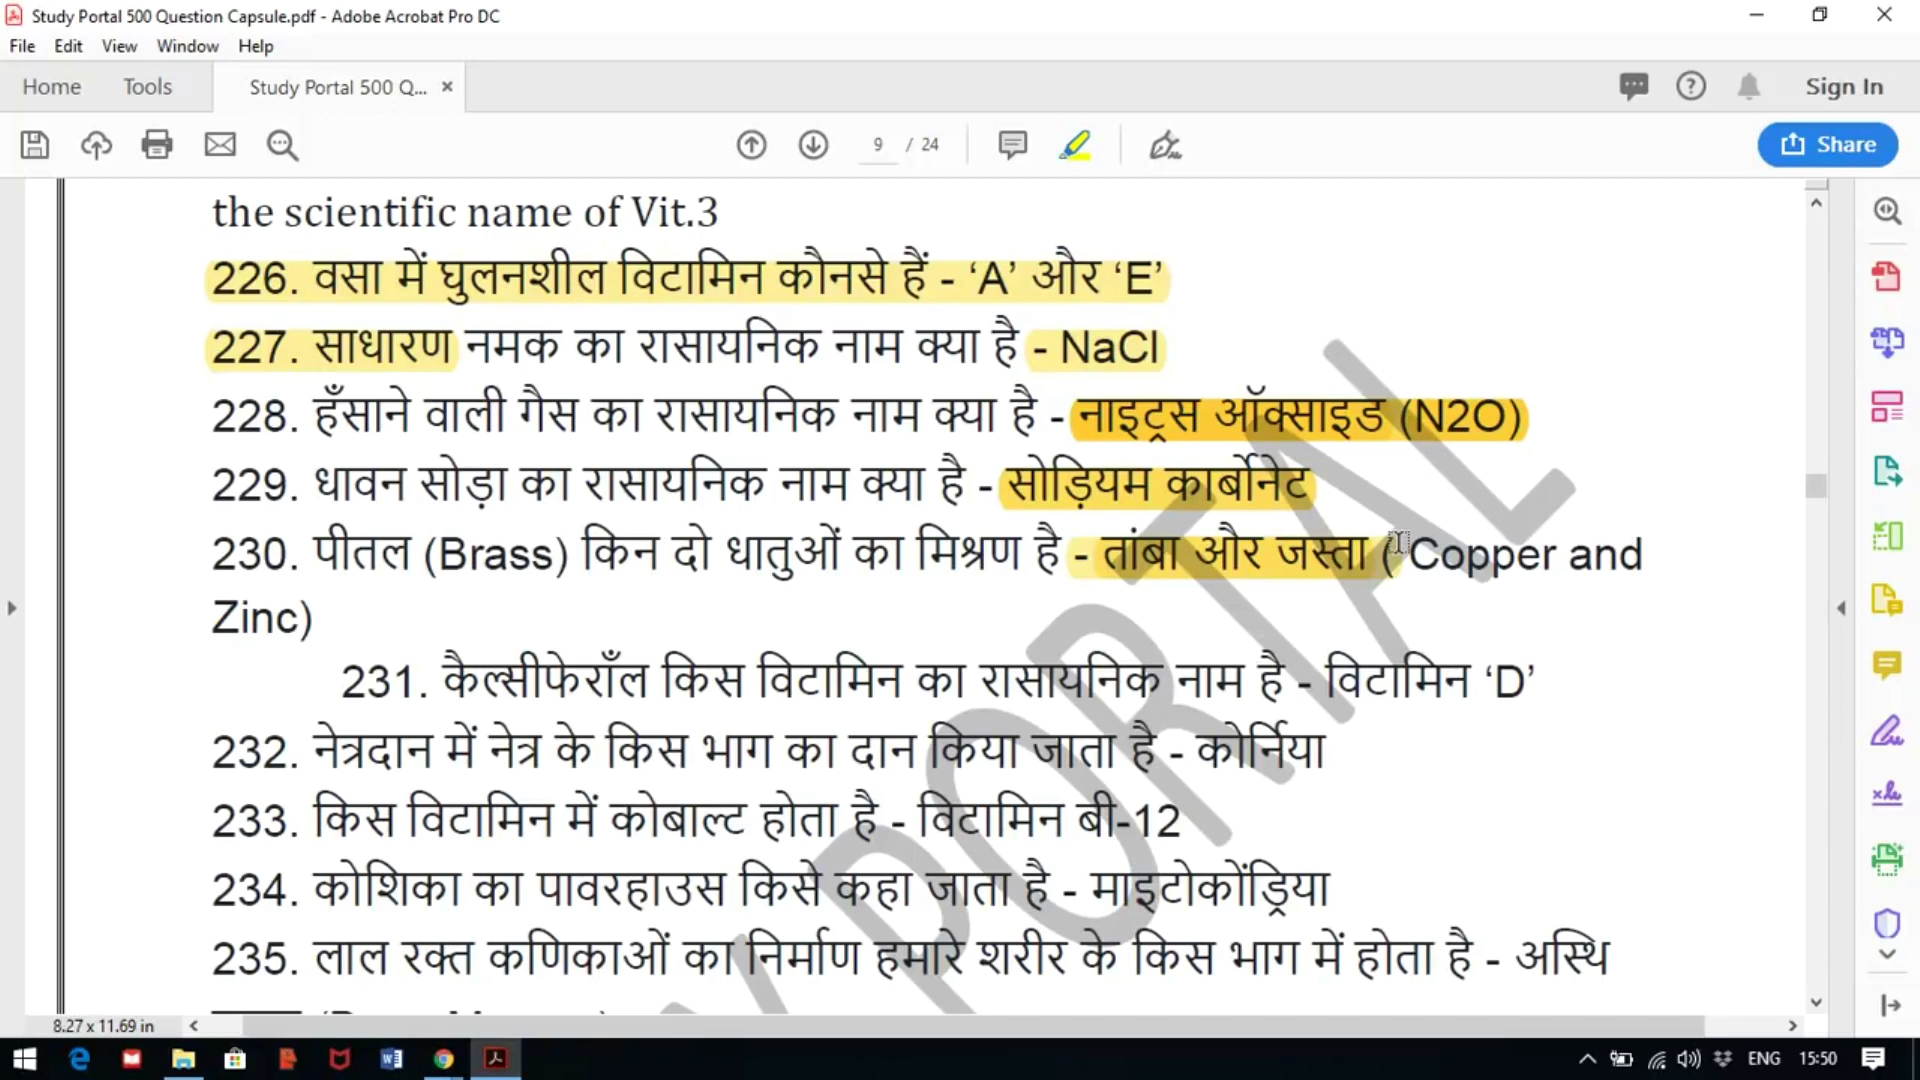 Study Portal 500 Question Capsule.pdf - Adobe Acrobat Pro DC
File Edit View Window Help
Home Tools Study Portal 500 Q... × Sign In
9 / 24 Share
the scientific name of Vit.3
226. वसा में घुलनशील विटामिन कौनसे हैं - ‘A’ और ‘E’
227. साधारण नमक का रासायनिक नाम क्या है - NaCl
228. हँसाने वाली गैस का रासायनिक नाम क्या है - नाइट्रस ऑक्साइड (N2O)
229. धावन सोड़ा का रासायनिक नाम क्या है - सोड़ियम कार्बोनेट
230. पीतल (Brass) किन दो धातुओं का मिश्रण है - तांबा और जस्ता (Copper and
Zinc)
231. कैल्सीफेराँल किस विटामिन का रासायनिक नाम है - विटामिन ‘D’
232. नेत्रदान में नेत्र के किस भाग का दान किया जाता है - कोर्निया
233. किस विटामिन में कोबाल्ट होता है - विटामिन बी-12
234. कोशिका का पावरहाउस किसे कहा जाता है - माइटोकोंड्रिया
235. लाल रक्त कणिकाओं का निर्माण हमारे शरीर के किस भाग में होता है - अस्थि
Y PORTAL
8.27 x 11.69 in
ENG 15:50